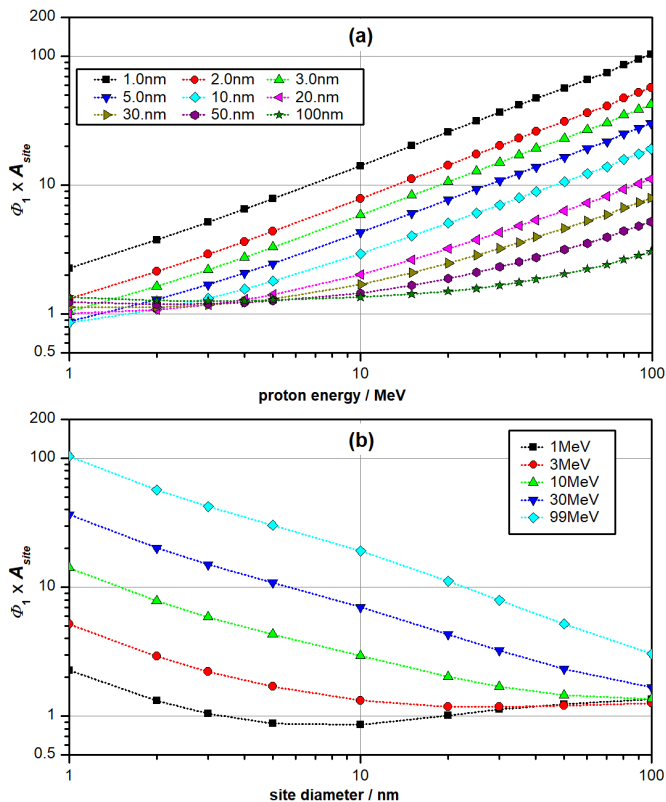 200
(a)
100
1.0nm 2.0nm 3.0nm
5.0nm 10.nm 20.nm
30.nm 50.nm 100nm
Φ1 x Asite
10
1
0.5
1 10 100
proton energy / MeV
200
(b)
1MeV
3MeV
10MeV
30MeV
99MeV
100
Φ1 x Asite
10
1
0.5
1 10 100
site diameter / nm